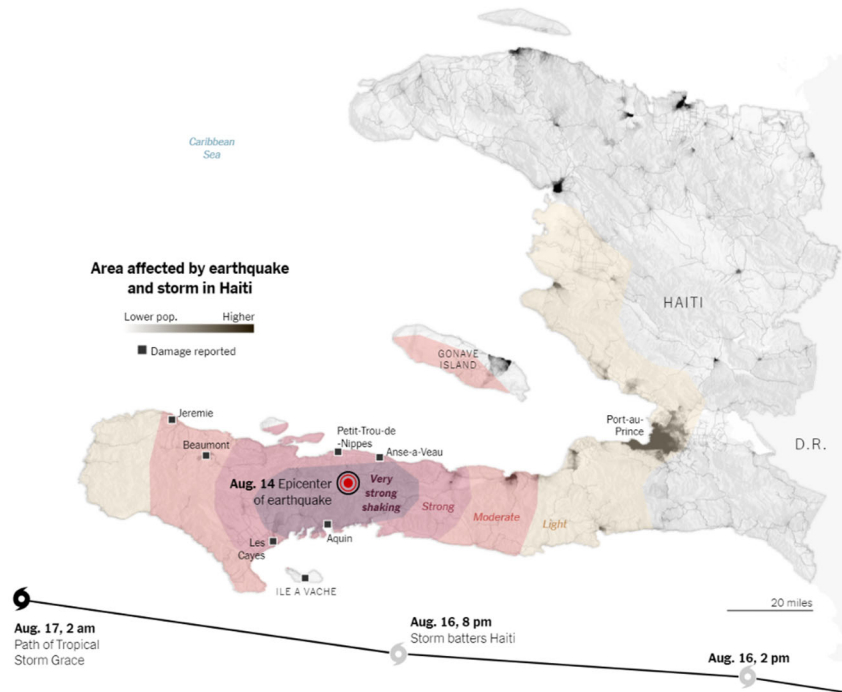 Caribbean
Sea
Area affected by earthquake
and storm in Haiti
Lower pop. Higher
Damage reported
HAITI
GONAVE
ISLAND
Port-au-
Prince
D.R.
Jeremie
Beaumont
Petit-Trou-de
-Nippes
Anse-a-Veau
Aug. 14 Epicenter
of earthquake
Very
strong
shaking
Strong
Moderate
Light
Les
Cayes
Aquin
ILE A VACHE
20 miles
Aug. 17, 2 am
Path of Tropical
Storm Grace
Aug. 16, 8 pm
Storm batters Haiti
Aug. 16, 2 pm